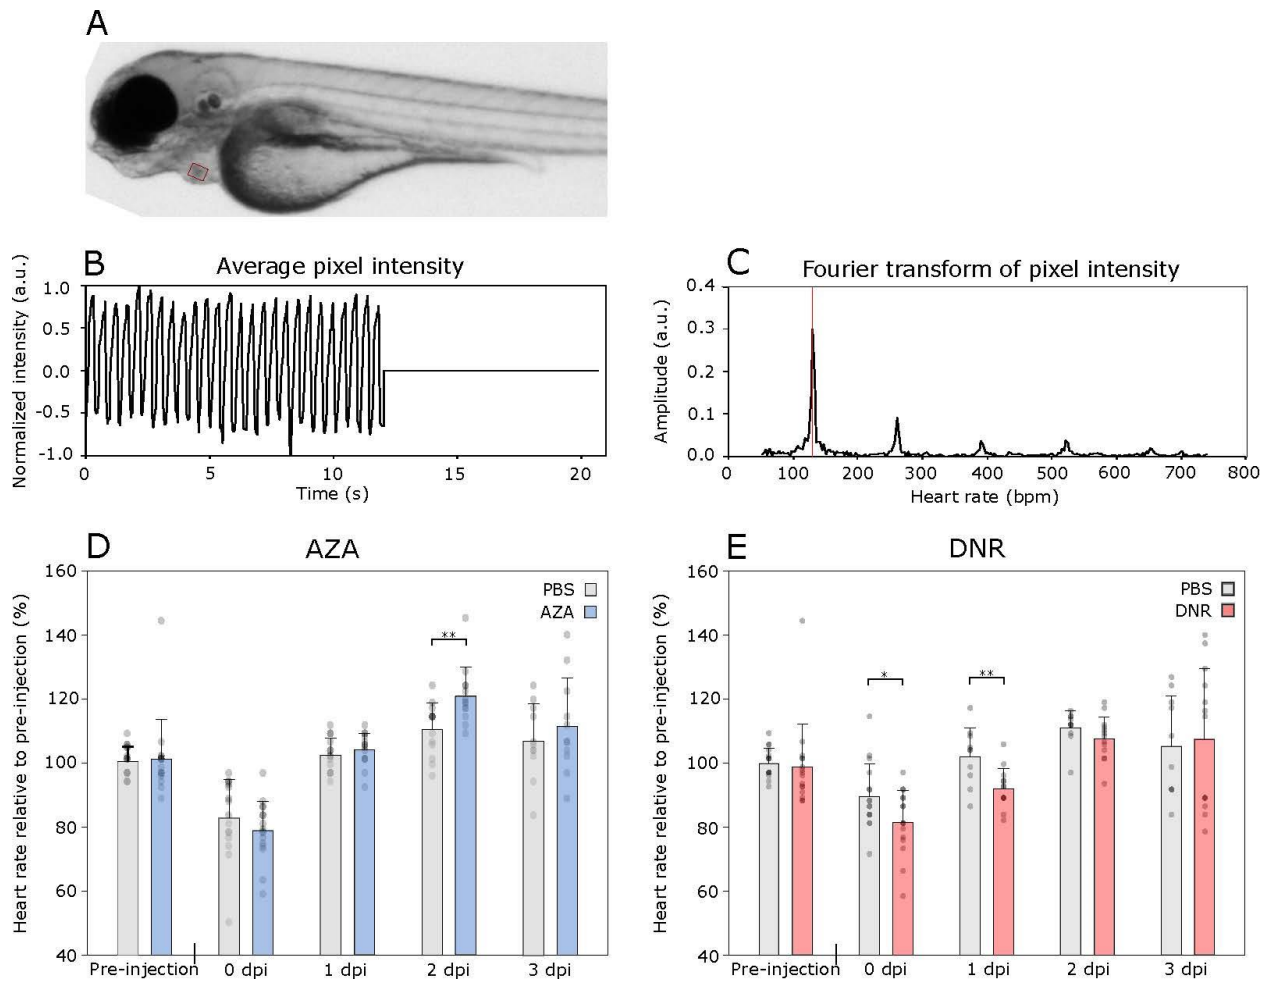 A
B
Average pixel intensity
Normalized intensity (a.u.)
1.0
0.5
0.0
-0.5
-1.0
0
5
10
15
20
Time (s)
C
Fourier transform of pixel intensity
Amplitude (a.u.)
0.4
0.3
0.2
0.1
0.0
0
100
200
300
400
500
600
700
800
Heart rate (bpm)
D
AZA
Heart rate relative to pre-injection (%)
160
140
120
100
80
60
40
PBS
AZA
**
Pre-injection
0 dpi
1 dpi
2 dpi
3 dpi
E
DNR
Heart rate relative to pre-injection (%)
160
140
120
100
80
60
40
PBS
DNR
*
**
Pre-injection
0 dpi
1 dpi
2 dpi
3 dpi